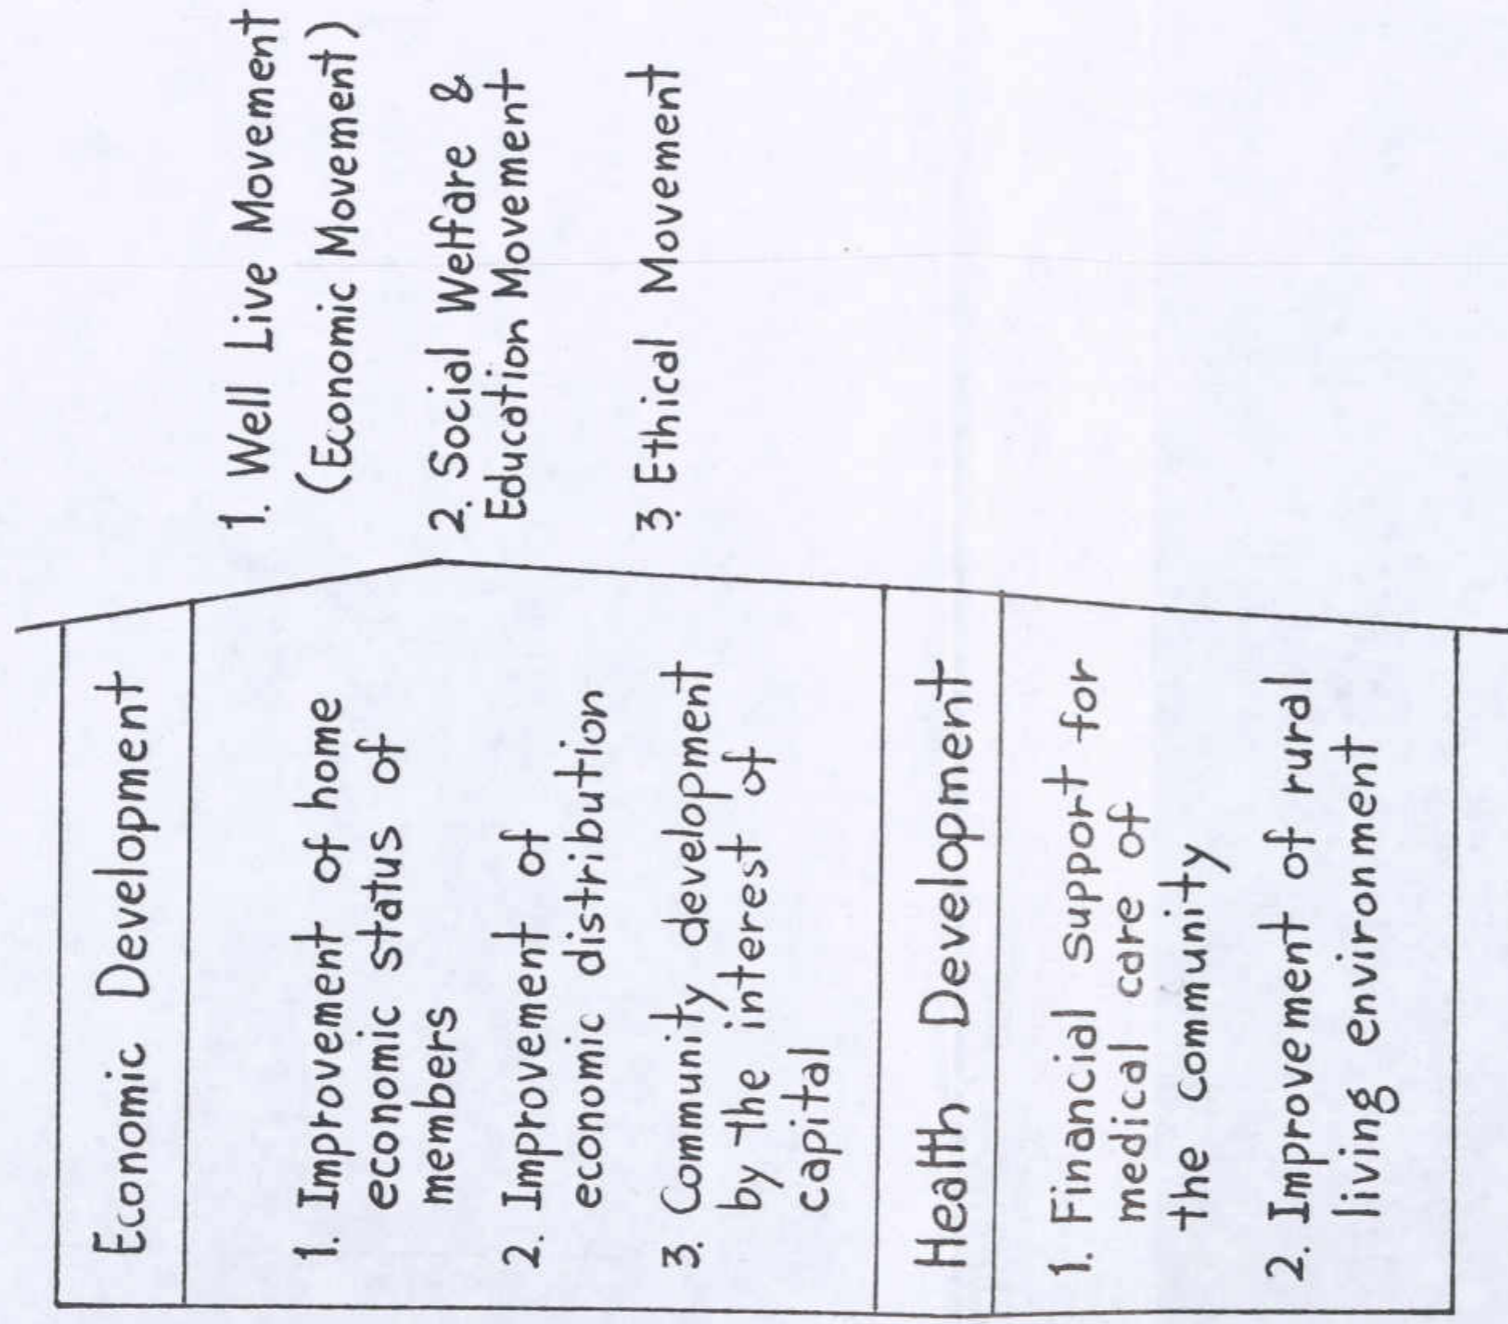 Economic Development
1. Improvement of home
economic status of
members
2. Improvement of
economic distribution
3. Community development
by the interest of
capital
Health Development
1. Financial support for
medical care of
the community
2. Improvement of rural
living environment
1. Well Live Movement
(Economic Movement)
2. Social Welfare &
Education Movement
3. Ethical Movement